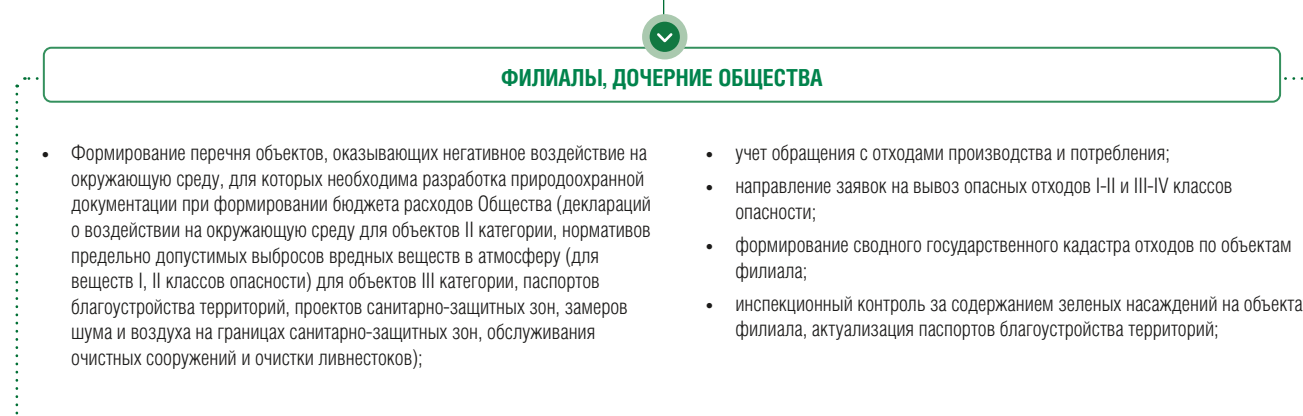 ФИЛИАЛЫ, ДОЧЕРНИЕ ОБЩЕСТВА
• Формирование перечня объектов, оказывающих негативное воздействие на
окружающую среду, для которых необходима разработка природоохранной
документации при формировании бюджета расходов Общества (деклараций
о воздействии на окружающую среду для объектов II категории, нормативов
предельно допустимых выбросов вредных веществ в атмосферу (для
веществ I, II классов опасности) для объектов III категории, паспортов
благоустройства территорий, проектов санитарно-защитных зон, замеров
шума и воздуха на границах санитарно-защитных зон, обслуживания
очистных сооружений и очистки ливнестоков);
• учет обращения с отходами производства и потребления;
• направление заявок на вывоз опасных отходов I-II и III-IV классов
опасности;
• формирование сводного государственного кадастра отходов по объектам
филиала;
• инспекционный контроль за содержанием зеленых насаждений на объекта
филиала, актуализация паспортов благоустройства территорий;